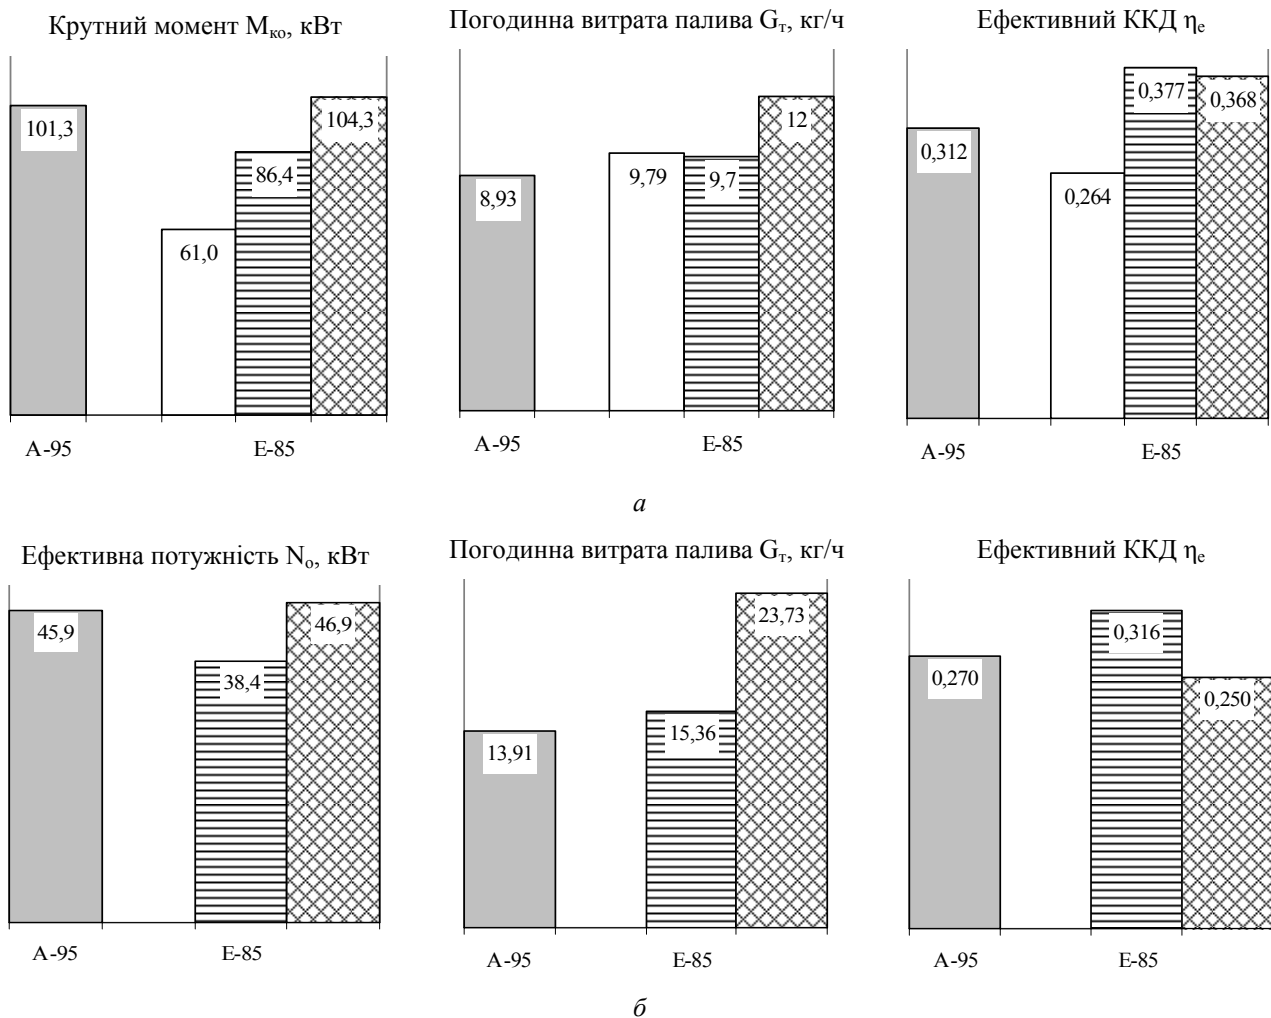 Крутний момент Mко, кВт
Погодинна витрата палива Gт, кг/ч
Ефективний ККД ηe
101,3
61,0
86,4
104,3
8,93
9,79
9,7
12
0,312
0,264
0,377
0,368
А-95
Е-85
А-95
Е-85
А-95
Е-85
а
Ефективна потужність Nо, кВт
Погодинна витрата палива Gт, кг/ч
Ефективний ККД ηe
45,9
38,4
46,9
13,91
15,36
23,73
0,270
0,316
0,250
А-95
Е-85
А-95
Е-85
А-95
Е-85
б